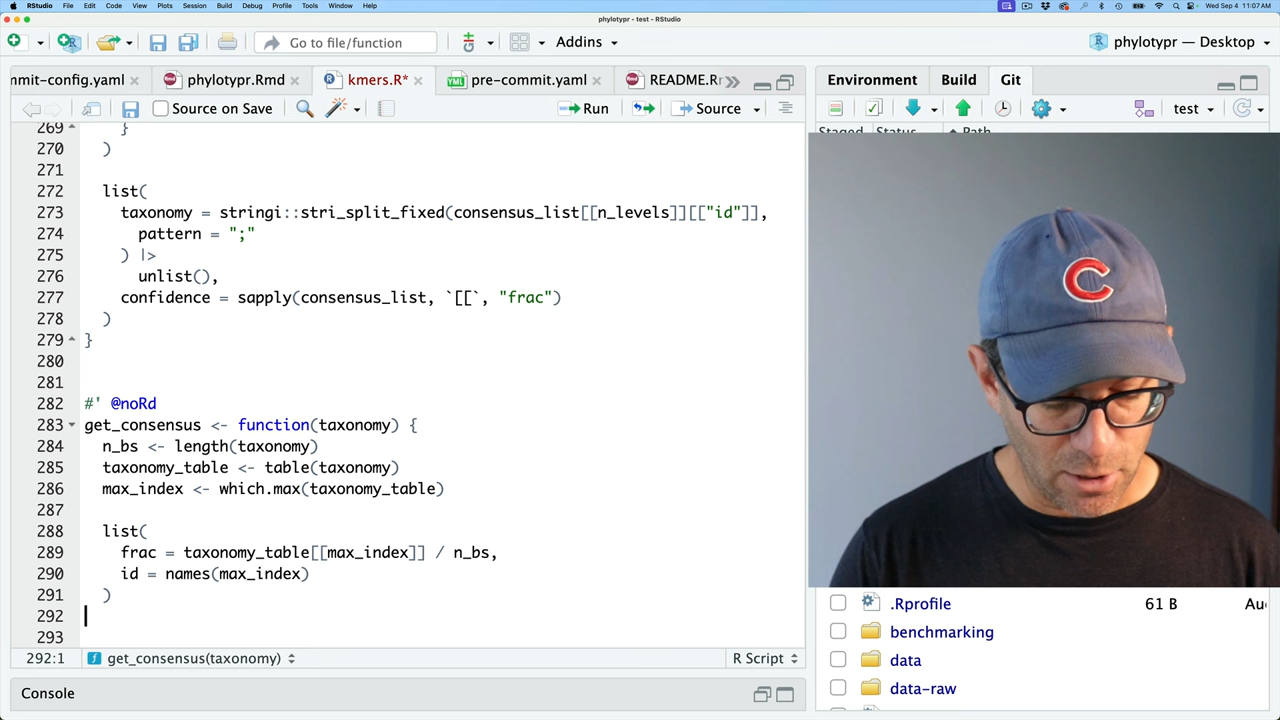 RStudio File Edit Code View Plots Session Build Debug Profile Tools Window Help Wed Sep 4 11:07 AM
phylotypr - test - RStudio
Go to file/function Addins phylotypr — Desktop
mmit-config.yaml phylotypr.Rmd kmers.R* pre-commit.yaml README.Rr Environment Build Git
Source on Save Run Source test
Staged Status Path
269 }
270 )
271
272 list(
273 taxonomy = stringi::stri_split_fixed(consensus_list[[n_levels]][["id"]],
274 pattern = ";"
275 ) |>
276 unlist(),
277 confidence = sapply(consensus_list, `[[`, "frac")
278 )
279 }
280
281
282 #' @noRd
283 get_consensus <- function(taxonomy) {
284 n_bs <- length(taxonomy)
285 taxonomy_table <- table(taxonomy)
286 max_index <- which.max(taxonomy_table)
287
288 list(
289 frac = taxonomy_table[[max_index]] / n_bs,
290 id = names(max_index)
291 )
292
293
C
.Rprofile 61 B Au
benchmarking
data
data-raw
292:1 get_consensus(taxonomy) R Script
Console